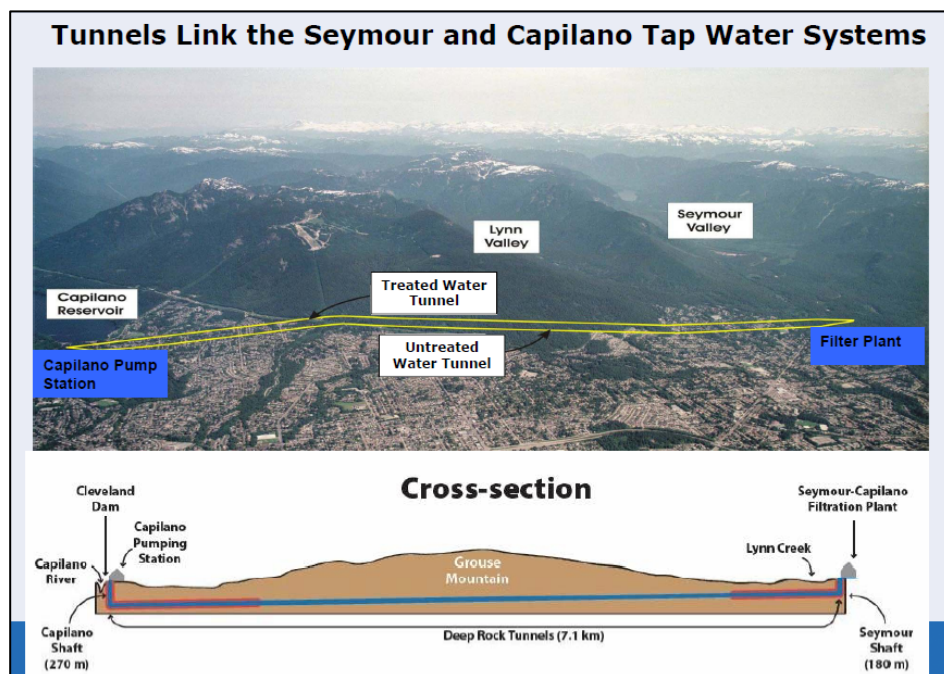 Tunnels Link the Seymour and Capilano Tap Water Systems
Seymour
Valley
Lynn
Valley
Treated Water
Tunnel
Capilano
Reservoir
Untreated
Water Tunnel
Filter Plant
Capilano Pump
Station
Cross-section
Cleveland
Dam
Capilano
Pumping
Station
Capilano
River
Seymour-Capilano
Filtration Plant
Lynn Creek
Grouse
Mountain
Capilano
Shaft
(270 m)
Deep Rock Tunnels (7.1 km)
Seymour
Shaft
(180 m)